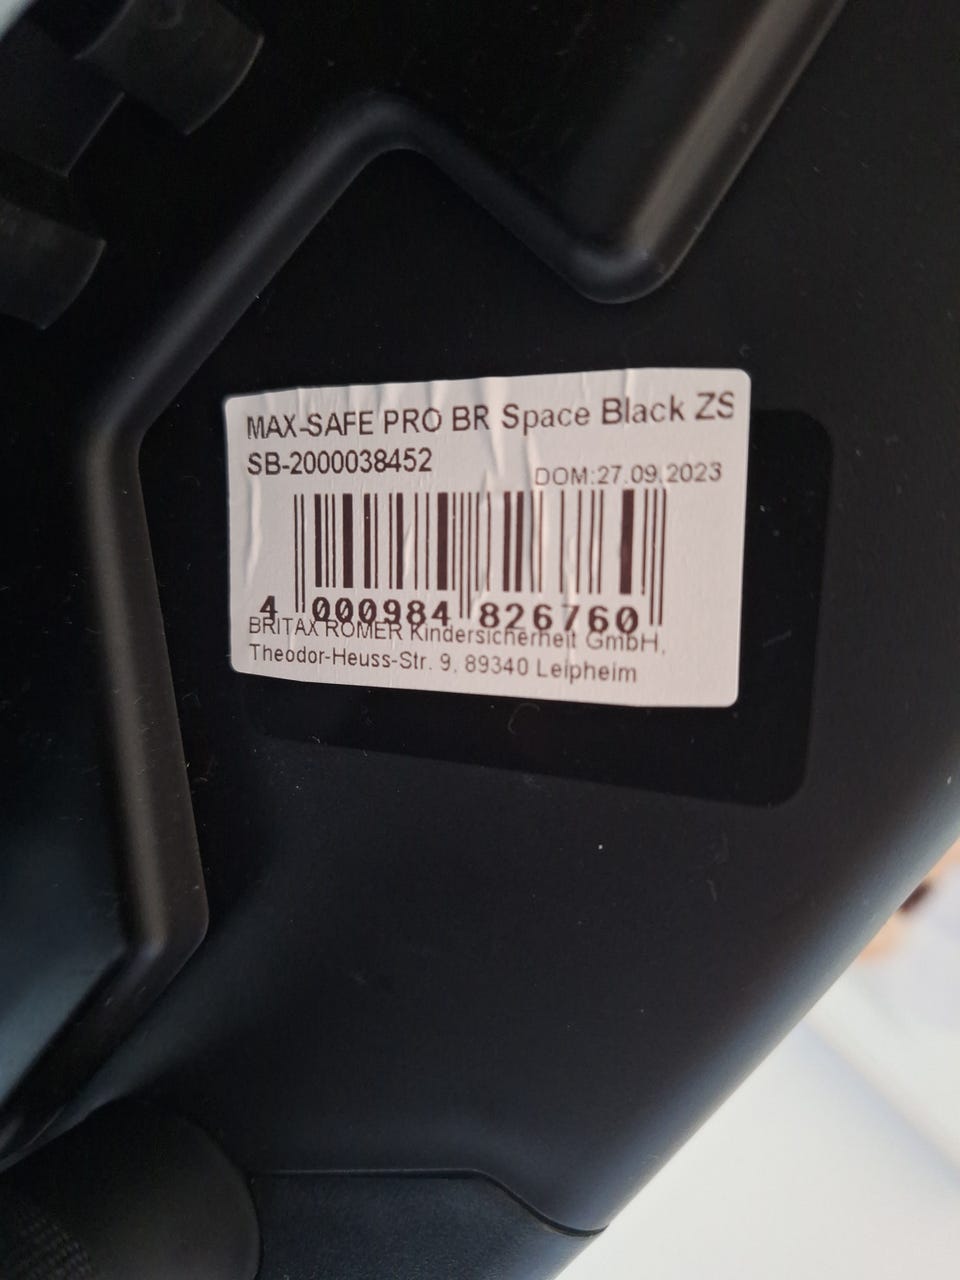 MAX-SAFE PRO BR Space Black ZS
SB-2000038452
DOM:27.09.2023
4 000984 826760
BRITAX RÖMER Kindersicherheit GmbH,
Theodor-Heuss-Str. 9, 89340 Leipheim